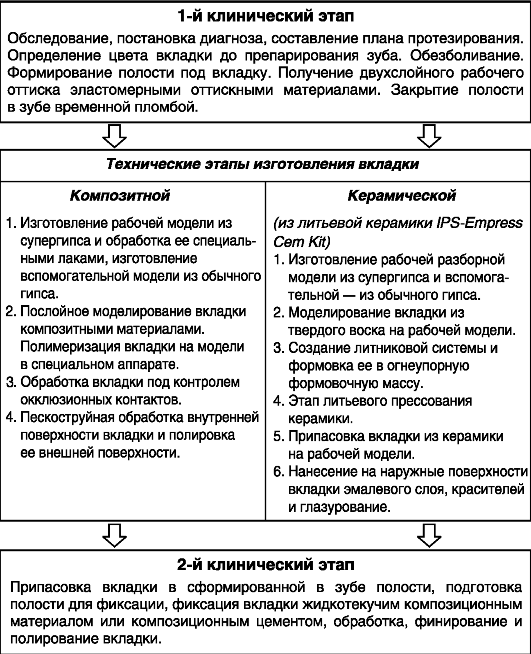 1-й клинический этап
Обследование, постановка диагноза, составление плана протезирования.
Определение цвета вкладки до препарирования зуба. Обезболивание.
Формирование полости под вкладку. Получение двухслойного рабочего
оттиска эластомерными оттискными материалами. Закрытие полости
в зубе временной пломбой.
Технические этапы изготовления вкладки
Композитной
1. Изготовление рабочей модели из
супергипса и обработка ее специаль-
ными лаками, изготовление
вспомогательной модели из обычного
гипса.
2. Послойное моделирование вкладки
композитными материалами.
Полимеризация вкладки на модели
в специальном аппарате.
3. Обработка вкладки под контролем
окклюзионных контактов.
4. Пескоструйная обработка внутренней
поверхности вкладки и полировка
ее внешней поверхности.
Керамической
(из литьевой керамики IPS-Empress
Cem Kit)
1. Изготовление рабочей разборной
модели из супергипса и вспомога-
тельной — из обычного гипса.
2. Моделирование вкладки из
твердого воска на рабочей модели.
3. Создание литниковой системы и
формовка ее в огнеупорную
формовочную массу.
4. Этап литьевого прессования
керамики.
5. Припасовка вкладки из керамики
на рабочей модели.
6. Нанесение на наружные поверхности
вкладки эмалевого слоя, красителей
и глазурование.
2-й клинический этап
Припасовка вкладки в сформированной в зубе полости, подготовка
полости для фиксации, фиксация вкладки жидкотекучим композиционным
материалом или композиционным цементом, обработка, финирование и
полирование вкладки.